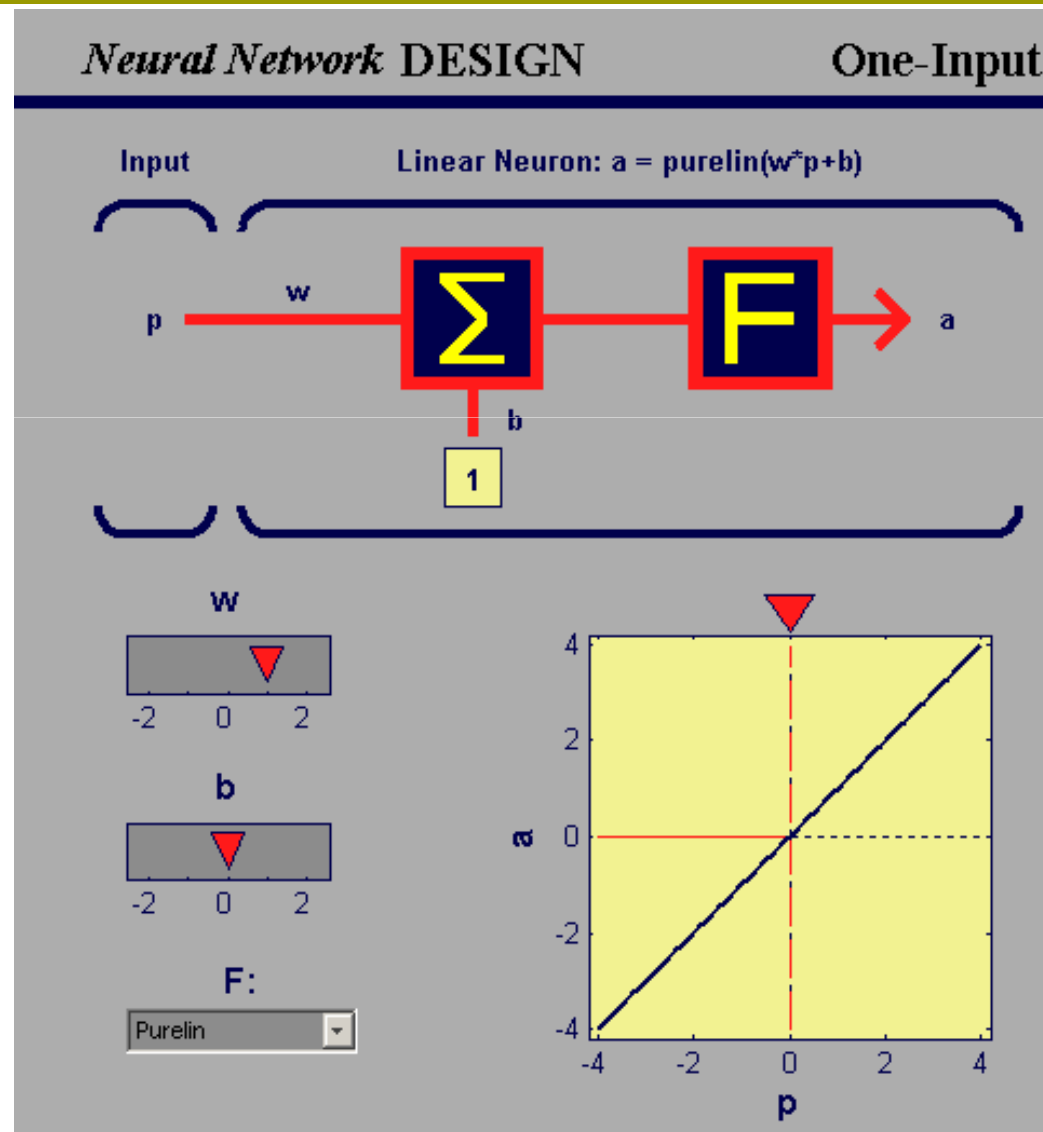 Neural Network DESIGN One-Input
Input Linear Neuron: a = purelin(w*p+b)
w
p Σ F a
b
1
w
-2 0 2
b
-2 0 2
F:
Purelin
4
2
a 0
-2
-4
-4 -2 0 2 4
p